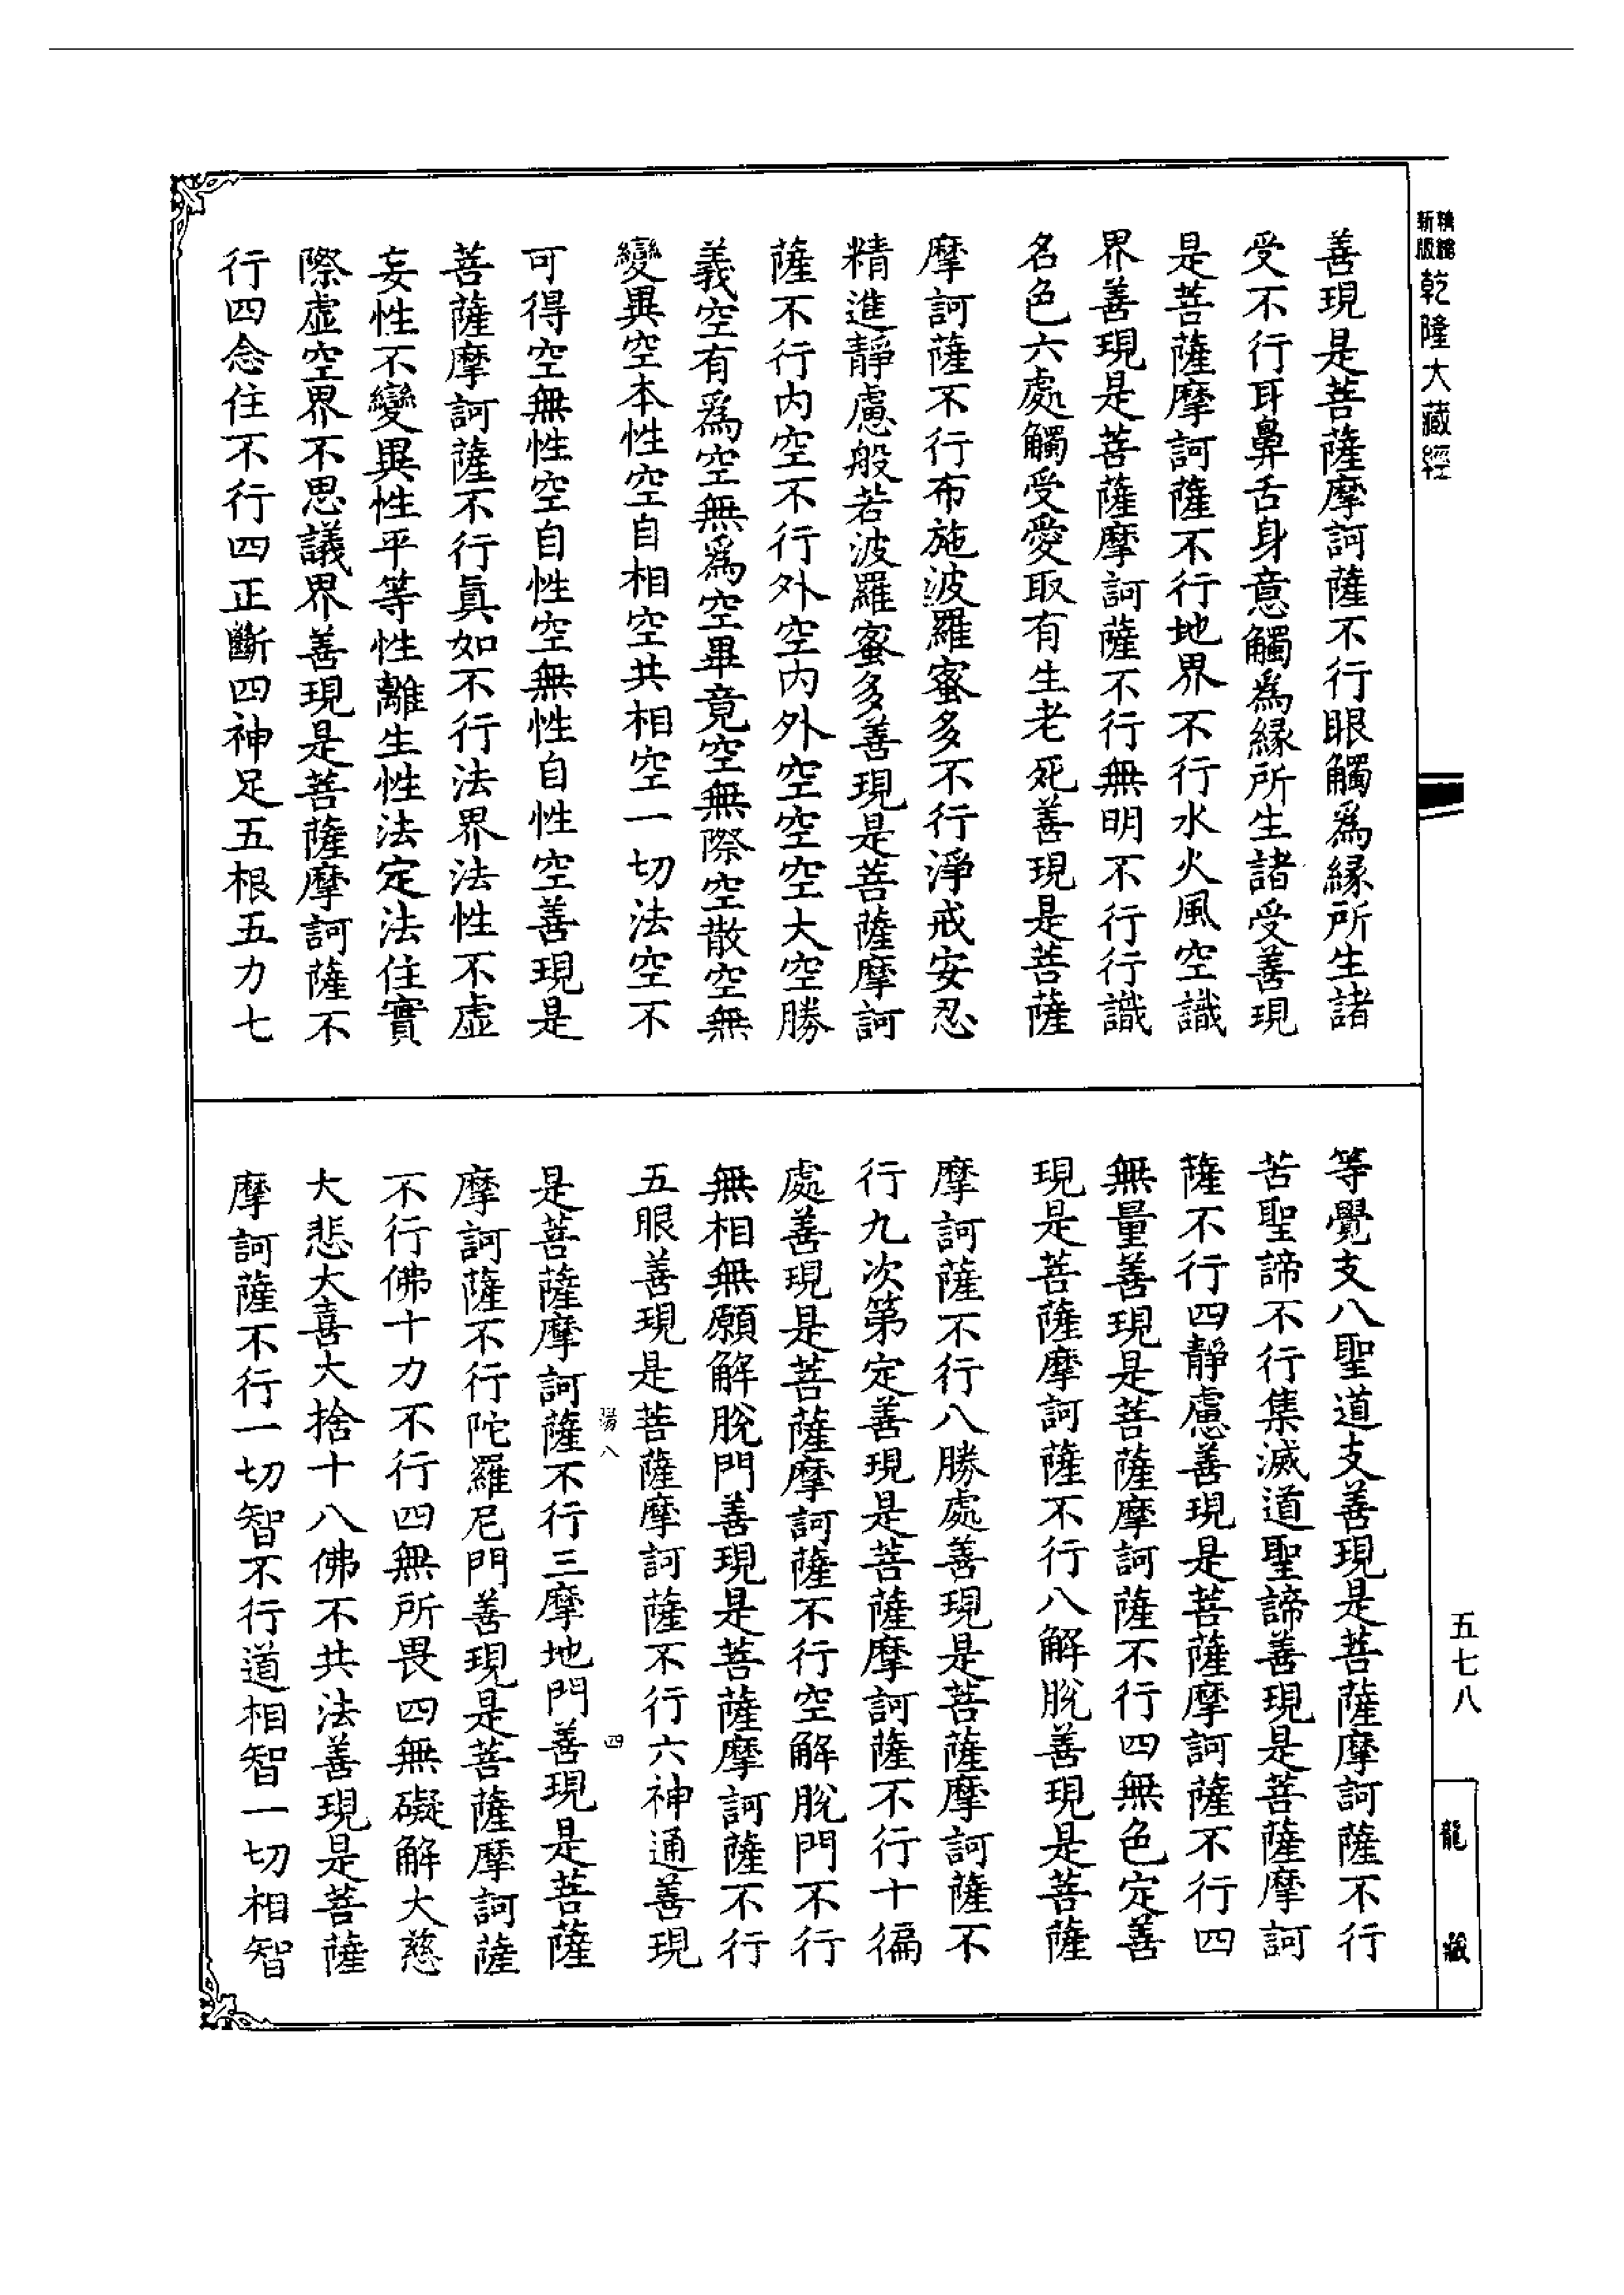 精縮新版乾隆大藏經
善現是菩薩摩訶薩不行眼觸爲緣所生諸
受不行耳鼻舌身意觸爲緣所生諸受善現
是菩薩摩訶薩不行地界不行水火風空識
界善現是菩薩摩訶薩不行無明不行行識
名色六處觸受愛取有生老死善現是菩薩
摩訶薩不行布施波羅蜜多不行淨戒安忍
精進靜慮般若波羅蜜多善現是菩薩摩訶
薩不行內空不行外空內外空空空大空勝
義空有爲空無爲空畢竟空無際空散空無
變異空本性空自相空共相空一切法空不
可得空無性空自性空無性自性空善現是
菩薩摩訶薩不行眞如不行法界法性不虛
妄性不變異性平等性離生性法定法住實
際虛空界不思議界善現是菩薩摩訶薩不
行四念住不行四正斷四神足五根五力七
等覺支八聖道支善現是菩薩摩訶薩不行
苦聖諦不行集滅道聖諦善現是菩薩摩訶
薩不行四靜慮善現是菩薩摩訶薩不行四
無量善現是菩薩摩訶薩不行四無色定善
現是菩薩摩訶薩不行八解脫善現是菩薩
摩訶薩不行八勝處善現是菩薩摩訶薩不
行九次第定善現是菩薩摩訶薩不行十徧
處善現是菩薩摩訶薩不行空解脫門不行
無相無願解脫門善現是菩薩摩訶薩不行
五眼善現是菩薩摩訶薩不行六神通善現
八 四
是菩薩摩訶薩不行三摩地門善現是菩薩
摩訶薩不行陀羅尼門善現是菩薩摩訶薩
不行佛十力不行四無所畏四無礙解大慈
大悲大喜大捨十八佛不共法善現是菩薩
摩訶薩不行一切智不行道相智一切相智
五七八
龍藏